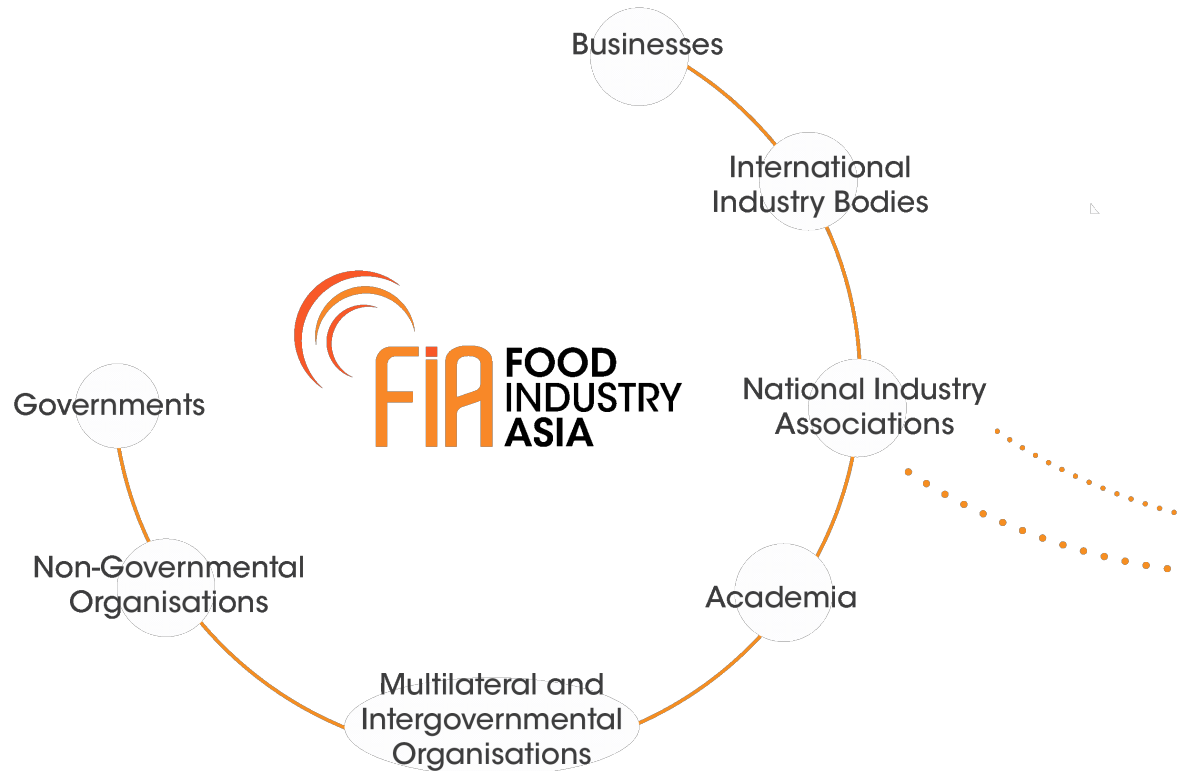 Businesses
International
Industry Bodies
FiA FOOD
INDUSTRY
ASIA
National Industry
Associations
Governments
Non-Governmental
Organisations
Academia
Multilateral and
Intergovernmental
Organisations